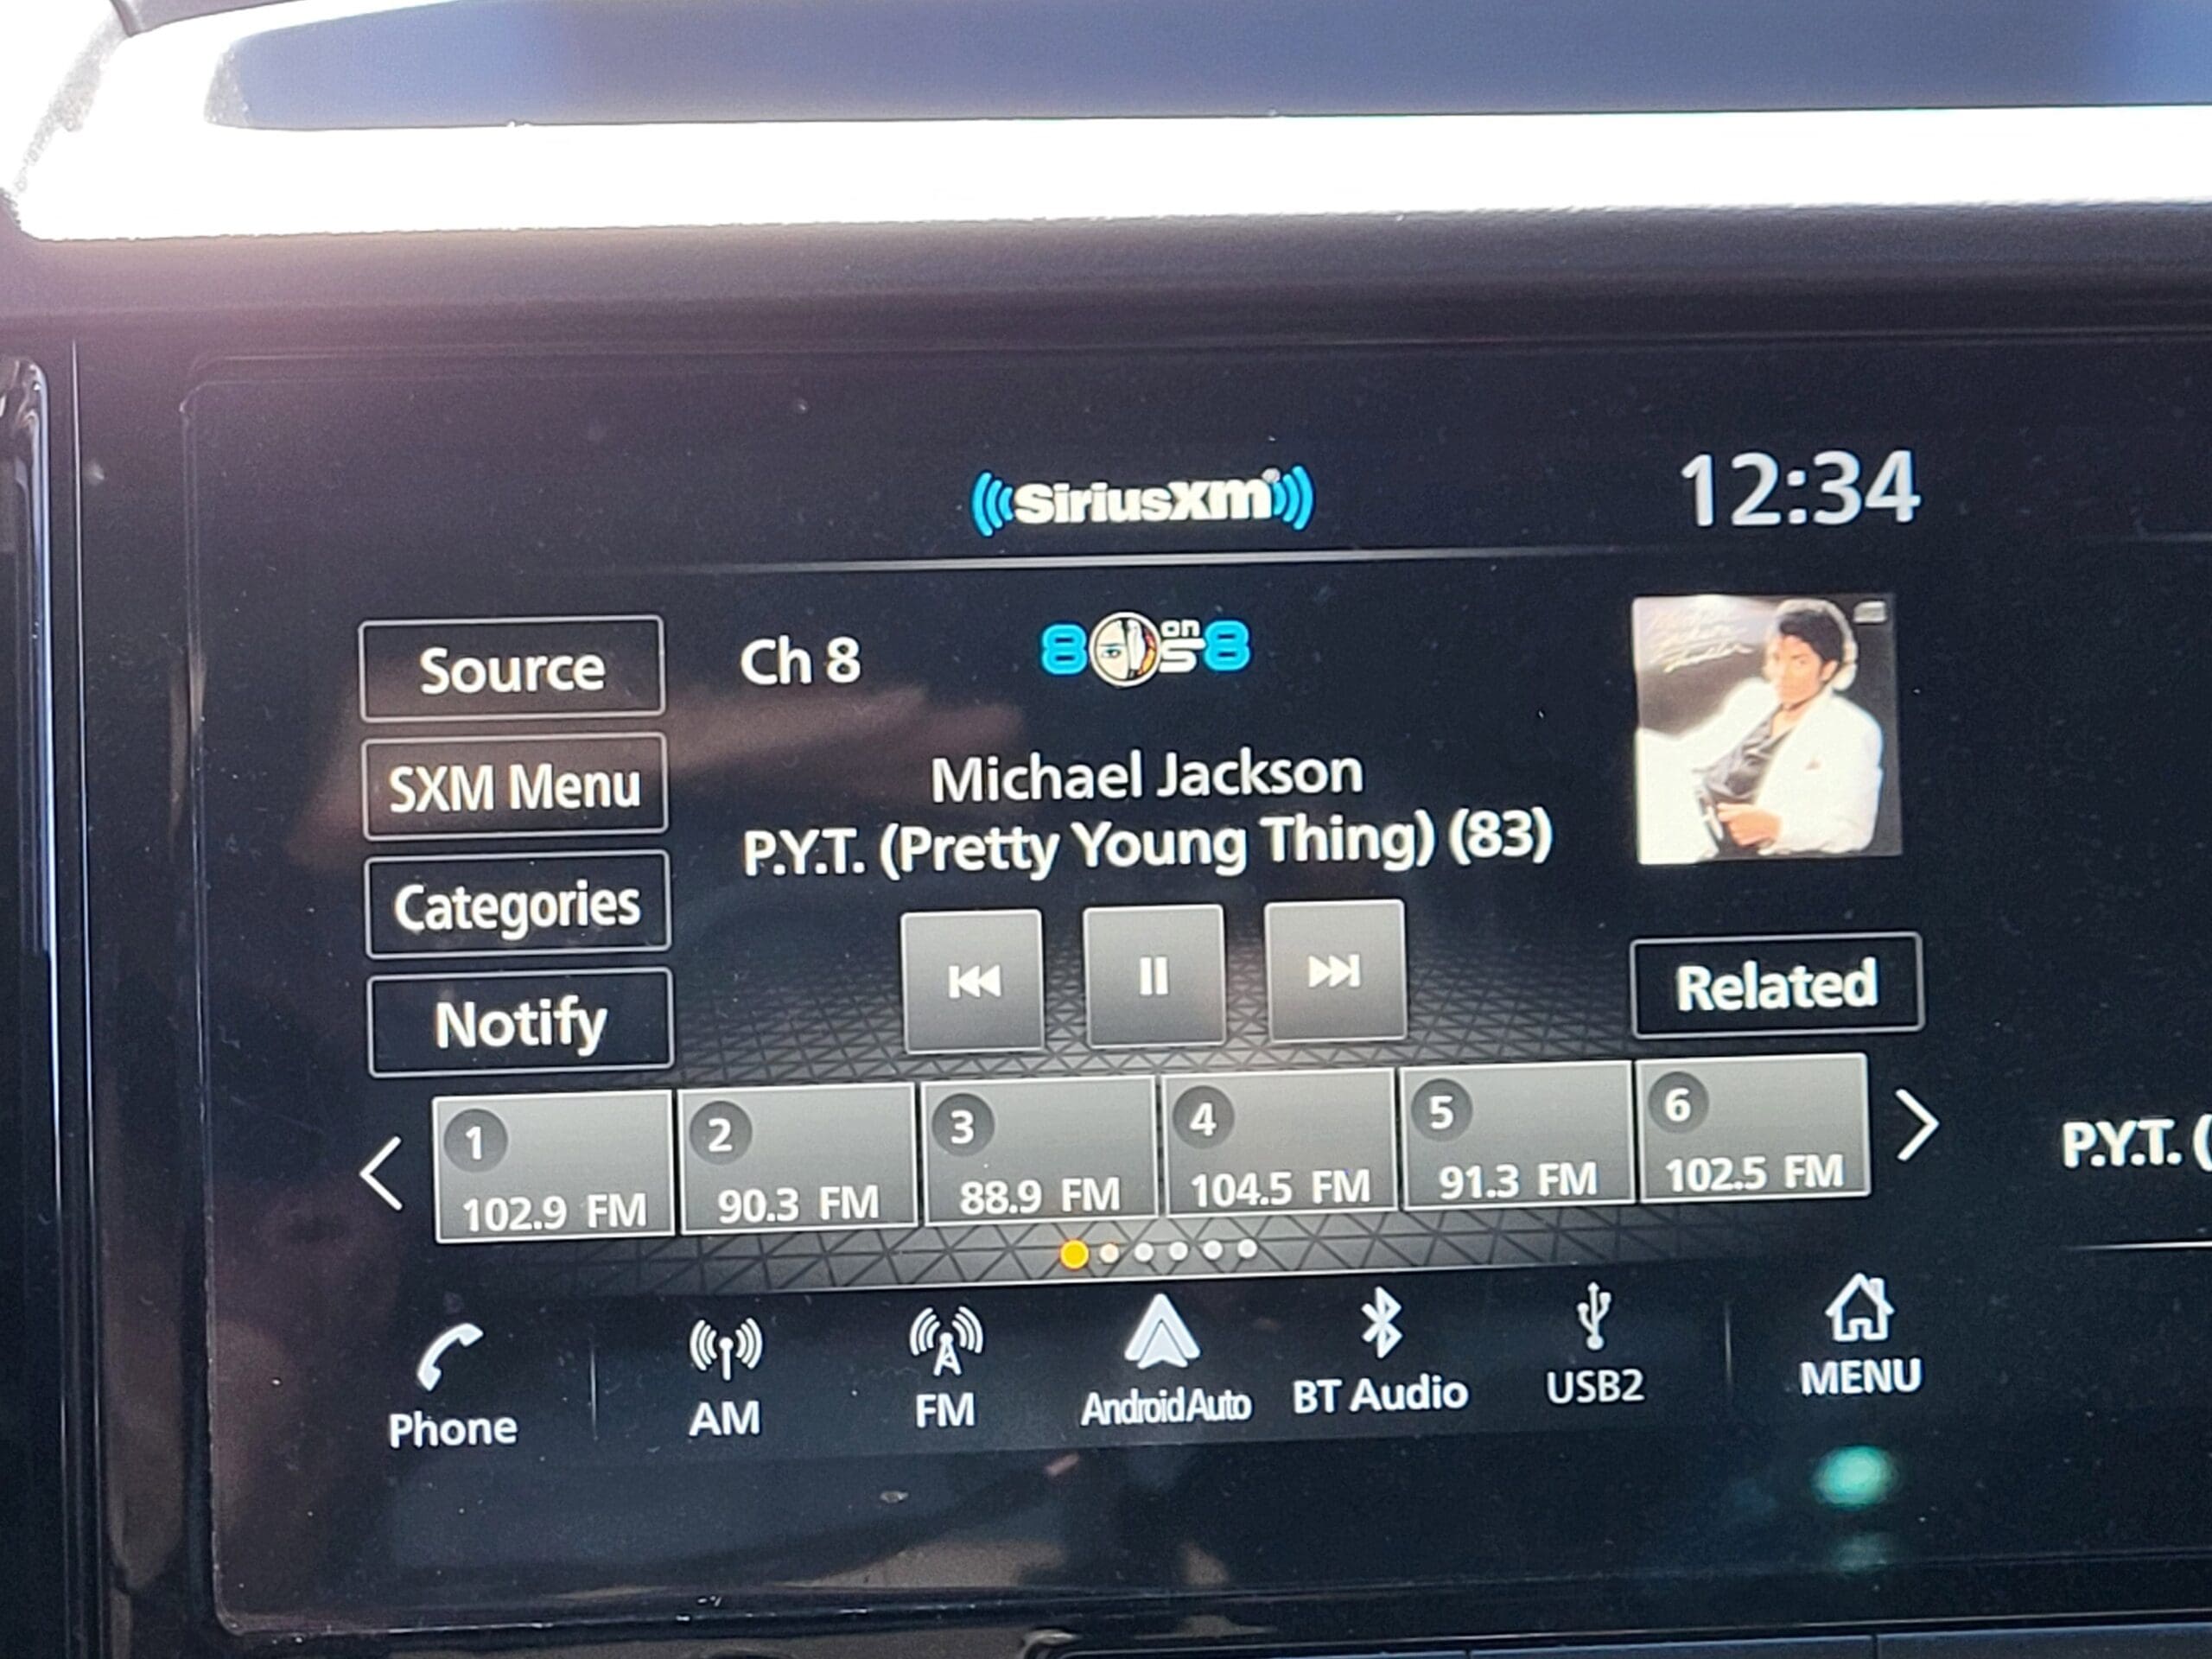 SiriusXM
12:34
Source
Ch 8
80s on 8
SXM Menu
Michael Jackson
P.Y.T. (Pretty Young Thing) (83)
Categories
Notify
Related
1
2
3
4
5
6
102.9 FM
90.3 FM
88.9 FM
104.5 FM
91.3 FM
102.5 FM
P.Y.T. (
Phone
AM
FM
Android Auto
BT Audio
USB2
MENU